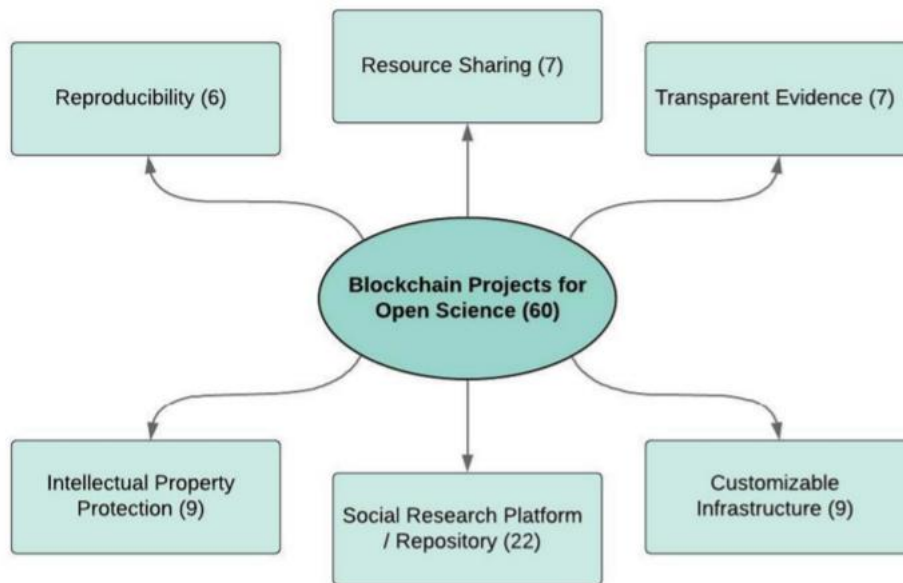 Resource Sharing (7)
Reproducibility (6)
Transparent Evidence (7)
Blockchain Projects for
Open Science (60)
Intellectual Property
Protection (9)
Social Research Platform
/ Repository (22)
Customizable
Infrastructure (9)